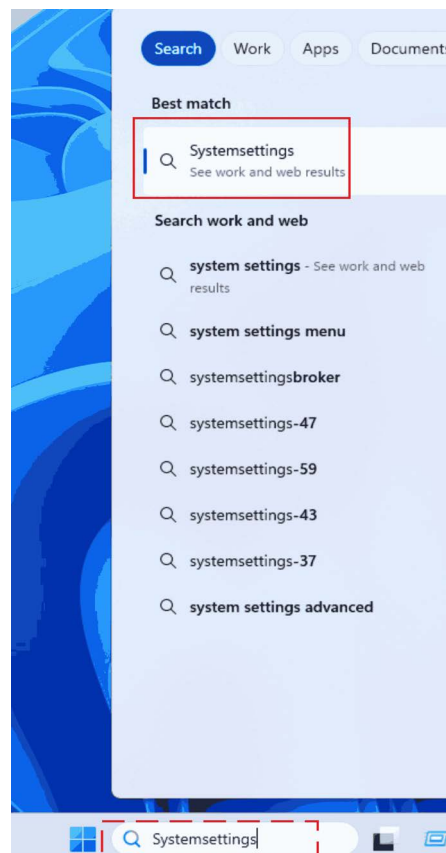 Search Work Apps Documents
Best match
Systemsettings
See work and web results
Search work and web
system settings - See work and web
results
system settings menu
systemsettingsbroker
systemsettings-47
systemsettings-59
systemsettings-43
systemsettings-37
system settings advanced
Systemsettings